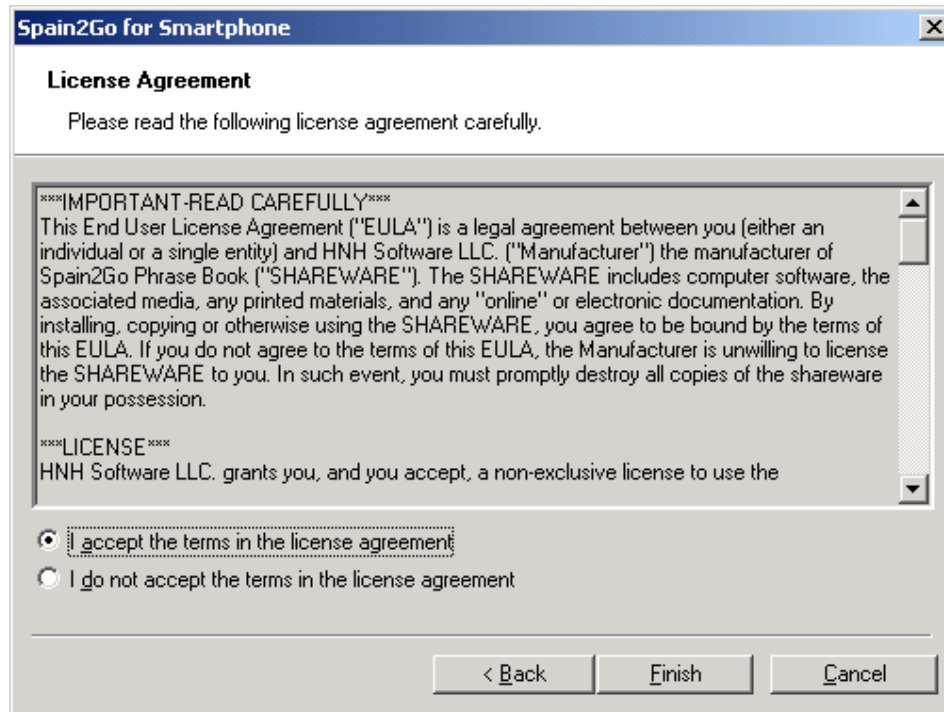 Spain2Go for Smartphone
License Agreement
Please read the following license agreement carefully.
***IMPORTANT-READ CAREFULLY***
This End User License Agreement ("EULA") is a legal agreement between you (either an
individual or a single entity) and HNH Software LLC. ("Manufacturer") the manufacturer of
Spain2Go Phrase Book ("SHAREWARE"). The SHAREWARE includes computer software, the
associated media, any printed materials, and any "online" or electronic documentation. By
installing, copying or otherwise using the SHAREWARE, you agree to be bound by the terms of
this EULA. If you do not agree to the terms of this EULA, the Manufacturer is unwilling to license
the SHAREWARE to you. In such event, you must promptly destroy all copies of the shareware
in your possession.
***LICENSE***
HNH Software LLC. grants you, and you accept, a non-exclusive license to use the
I accept the terms in the license agreement
I do not accept the terms in the license agreement
< Back Finish Cancel